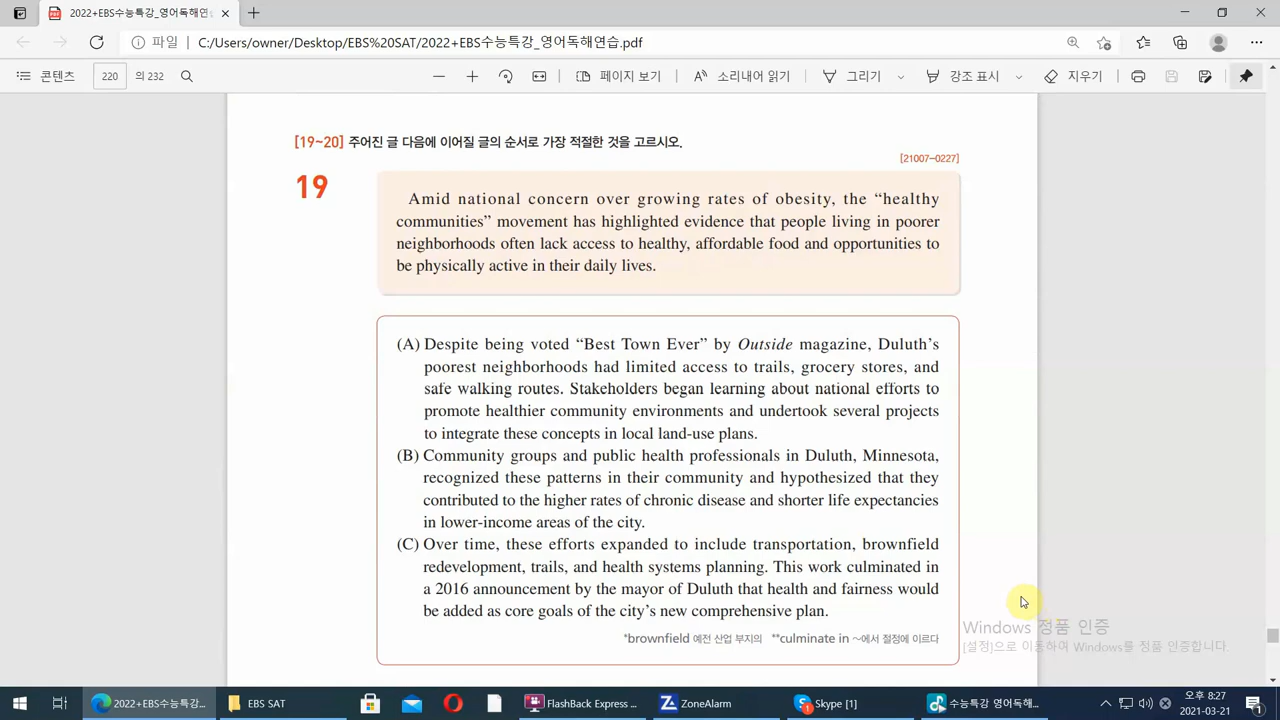 2022+EBS수능특강_영어독해연습
파일 C:/Users/owner/Desktop/EBS%20SAT/2022+EBS수능특강_영어독해연습.pdf
콘텐츠 220 의 232 페이지 보기 소리내어 읽기 그리기 강조 표시 지우기
[19~20] 주어진 글 다음에 이어질 글의 순서로 가장 적절한 것을 고르시오.
[21007-0227]
19
Amid national concern over growing rates of obesity, the “healthy
communities” movement has highlighted evidence that people living in poorer
neighborhoods often lack access to healthy, affordable food and opportunities to
be physically active in their daily lives.
(A) Despite being voted “Best Town Ever” by Outside magazine, Duluth’s
poorest neighborhoods had limited access to trails, grocery stores, and
safe walking routes. Stakeholders began learning about national efforts to
promote healthier community environments and undertook several projects
to integrate these concepts in local land-use plans.
(B) Community groups and public health professionals in Duluth, Minnesota,
recognized these patterns in their community and hypothesized that they
contributed to the higher rates of chronic disease and shorter life expectancies
in lower-income areas of the city.
(C) Over time, these efforts expanded to include transportation, brownfield
redevelopment, trails, and health systems planning. This work culminated in
a 2016 announcement by the mayor of Duluth that health and fairness would
be added as core goals of the city’s new comprehensive plan.
*brownfield 예전 산업 부지의 **culminate in ~에서 절정에 이르다
Windows 정품 인증
[설정]으로 이동하여 Windows를 정품 인증합니다.
2022+EBS수능특강_... EBS SAT FlashBack Express ... ZoneAlarm Skype [1] 수능특강 영어독해연... 오후 8:27
2021-03-21